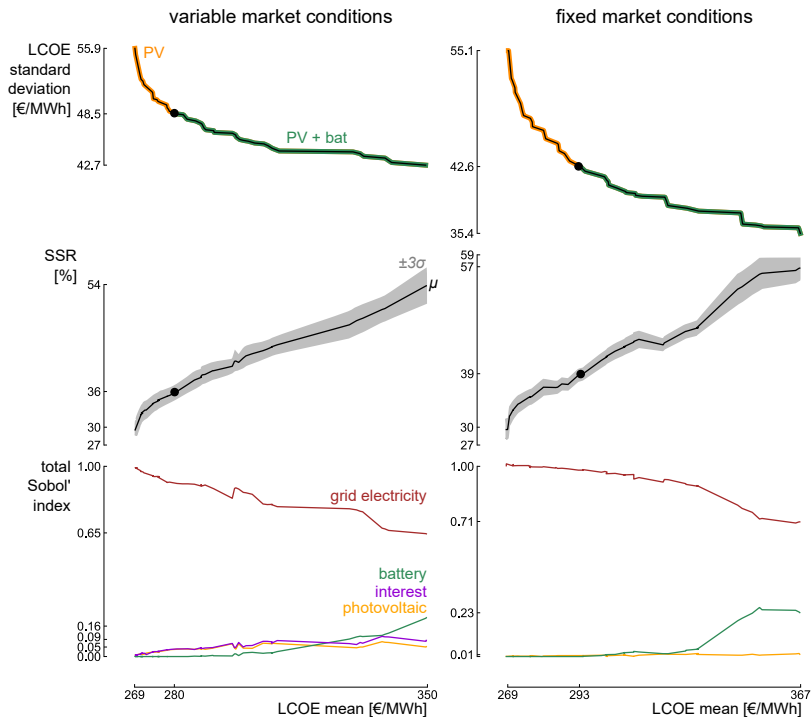 variable market conditions
fixed market conditions
LCOE
standard
deviation
[€/MWh]
55.9
48.5
42.7
PV
PV + bat
55.1
42.6
35.4
SSR
[%]
54
36
30
27
±3σ
μ
59
57
39
30
27
total
Sobol'
index
1.00
0.65
0.16
0.09
0.05
0.00
grid electricity
battery
interest
photovoltaic
1.00
0.71
0.23
0.01
269
280
350
LCOE mean [€/MWh]
269
293
367
LCOE mean [€/MWh]